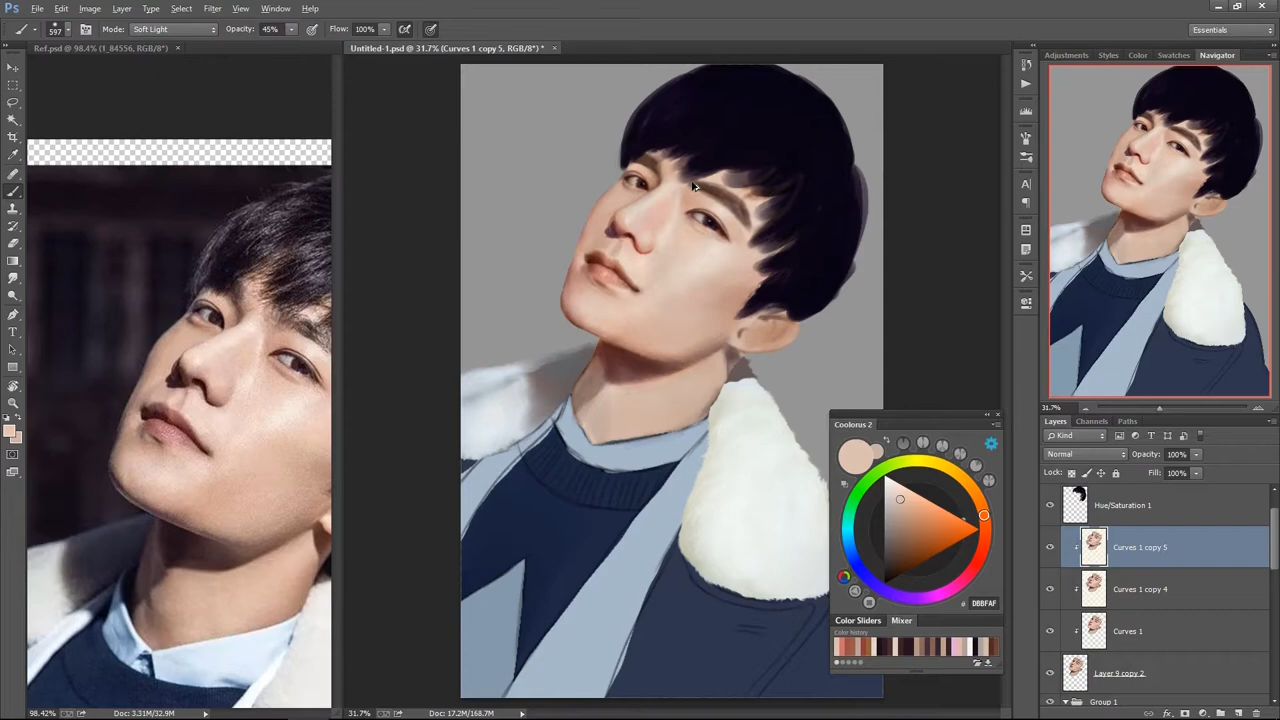 Ps File Edit Image Layer Type Select Filter View Window Help
597 Mode: Soft Light Opacity: 45% Flow: 100% Essentials
Ref.psd @ 98.4% (1_84556, RGB/8*) × Untitled-1.psd @ 31.7% (Curves 1 copy 5, RGB/8*) * ×
Adjustments Styles Color Swatches Navigator
31.7%
Layers Channels Paths
Kind
Normal Opacity: 100%
Lock: Fill: 100%
Hue/Saturation 1
Curves 1 copy 5
Curves 1 copy 4
Curves 1
Layer 9 copy 2
Group 1
Coolorus 2
# DBBFAF
Color Sliders Mixer
Color history
98.42% Doc: 3.31M/32.9M 31.7% Doc: 17.2M/168.7M